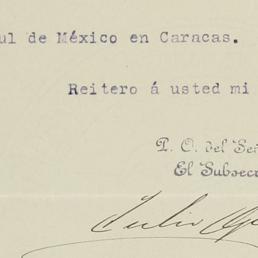 ul de México en Caracas.
Reitero á usted mi
P. O. del Se
El Subsecr